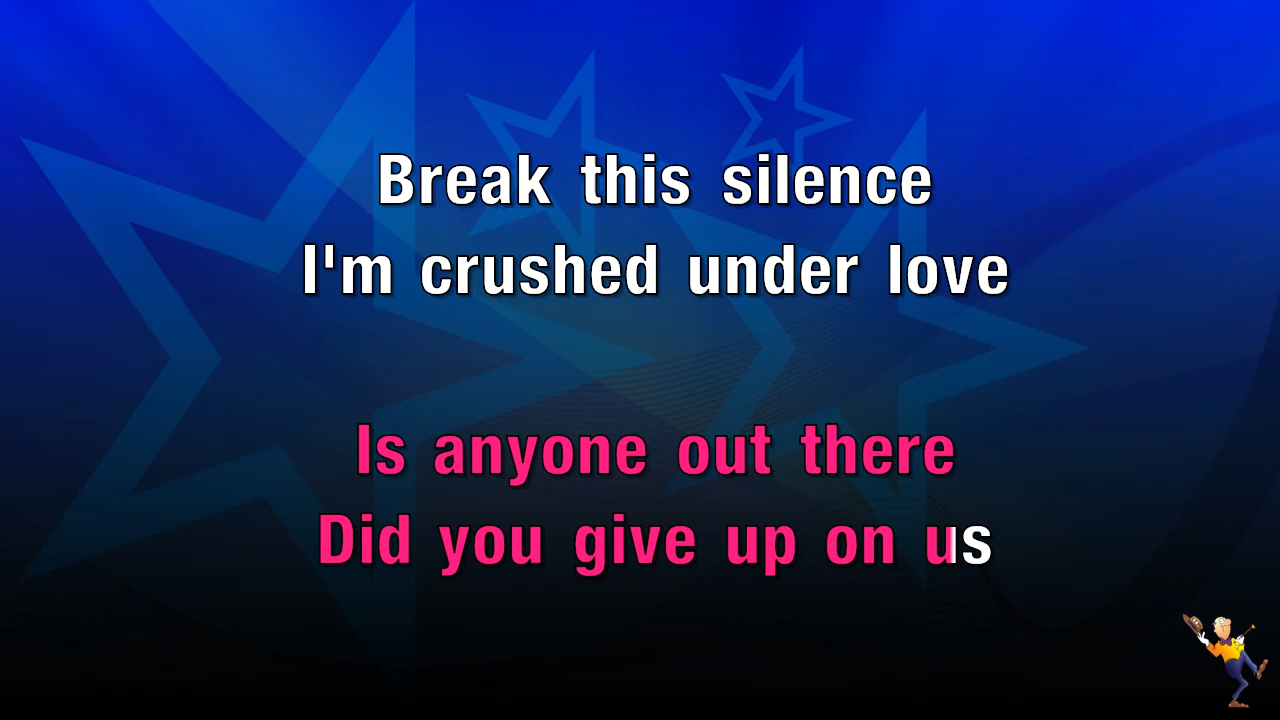 Break this silence
I'm crushed under love
Is anyone out there
Did you give up on us